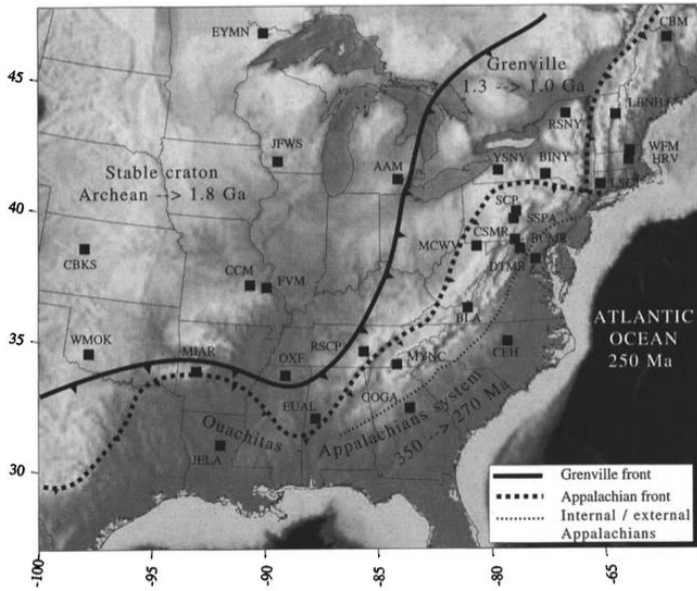 CBM
EYMN
45
Grenville
1.3 --> 1.0 Ga
RSNY
JFWS
WFM
HRV
Stable craton
Archean --> 1.8 Ga
AAM
YSNY
BINY
40
SCP
SSPA
CSMR
MCWV
CBKS
CCM
FVM
BLA
ATLANTIC
OCEAN
250 Ma
35
WMOK
MIAR
OXF
RSCP
MYNC
CEH
GOGA
EUAL
Ouachitas
Appalachians system
350 --> 270 Ma
JELA
30
Grenville front
Appalachian front
Internal / external
Appalachians
-100
-95
-90
-85
-80
-75
-65